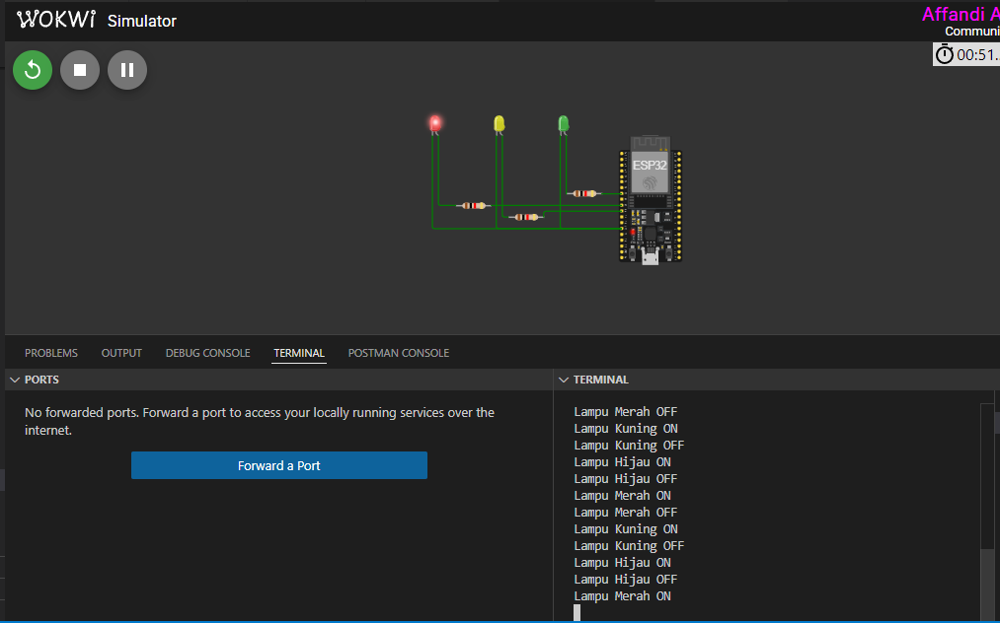 WOKWi Simulator
Affandi A
Communi
00:51.
ESP32
PROBLEMS OUTPUT DEBUG CONSOLE TERMINAL POSTMAN CONSOLE
PORTS
No forwarded ports. Forward a port to access your locally running services over the
internet.
Forward a Port
TERMINAL
Lampu Merah OFF
Lampu Kuning ON
Lampu Kuning OFF
Lampu Hijau ON
Lampu Hijau OFF
Lampu Merah ON
Lampu Merah OFF
Lampu Kuning ON
Lampu Kuning OFF
Lampu Hijau ON
Lampu Hijau OFF
Lampu Merah ON